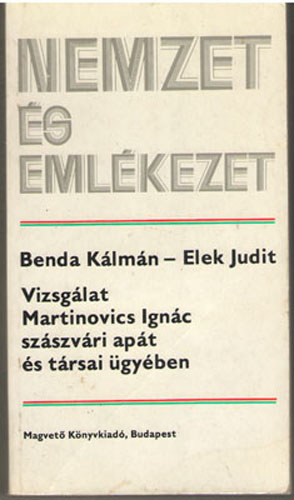 NEMZET
ÉS
EMLÉKEZET
Benda Kálmán – Elek Judit
Vizsgálat
Martinovics Ignác
szászvári apát
és társai ügyében
Magvető Könyvkiadó, Budapest